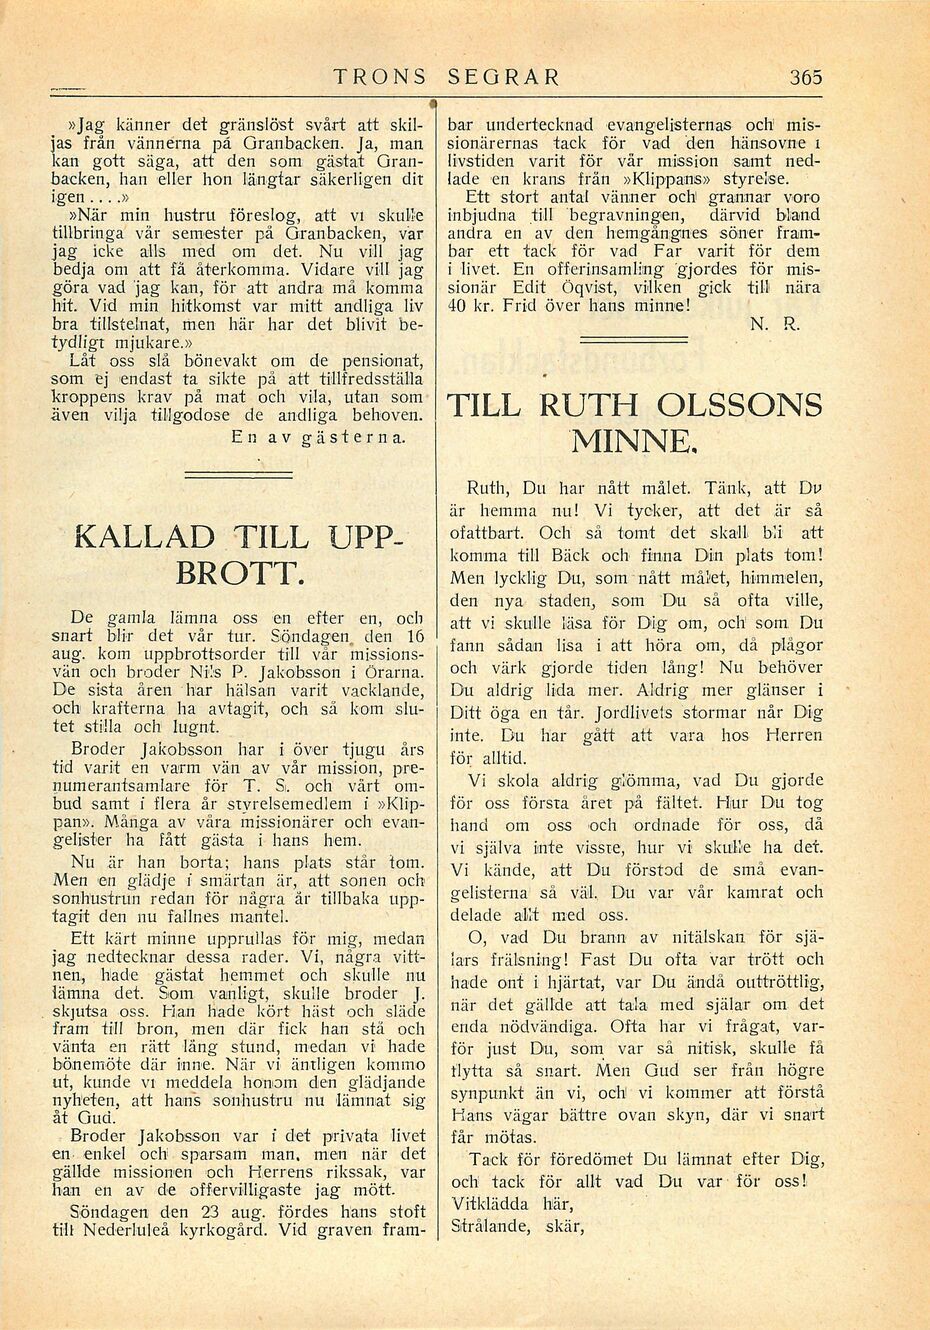 TRONS SEGRAR 365
»Jag känner det gränslöst svårt att skil-
jas från vännerna på Granbacken. Ja, man
kan gott säga, att den som gästat Gran-
backen, han eller hon längtar säkerligen dit
igen . . . .»
»När min hustru föreslog, att vi skulle
tillbringa vår semester på Granbacken, var
jag icke alls med om det. Nu vill jag
bedja om att få återkomma. Vidare vill jag
göra vad jag kan, för att andra må komma
hit. Vid min hitkomst var mitt andliga liv
bra tillstelnat, men här har det blivit be-
tydligt mjukare.»
Låt oss slå bönevakt om de pensionat,
som ej endast ta sikte på att tillfredsställa
kroppens krav på mat och vila, utan som
även vilja tillgodose de andliga behoven.
En av gästerna.
KALLAD TILL UPP-
BROTT.
De gamla lämna oss en efter en, och
snart blir det vår tur. Söndagen den 16
aug. kom uppbrottsorder till vår missions-
vän och broder Nils P. Jakobsson i Örarna.
De sista åren har hälsan varit vacklande,
och krafterna ha avtagit, och så kom slu-
tet stilla och lugnt.
Broder Jakobsson har i över tjugu års
tid varit en varm vän av vår mission, pre-
numerantsamlare för T. S. och vårt om-
bud samt i flera år styrelsemedlem i »Klip-
pan». Många av våra missionärer och evan-
gelister ha fått gästa i hans hem.
Nu är han borta; hans plats står tom.
Men en glädje i smärtan är, att sonen och
sonhustrun redan för några år tillbaka upp-
tagit den nu fallnes mantel.
Ett kärt minne upprullas för mig, medan
jag nedtecknar dessa rader. Vi, några vitt-
nen, hade gästat hemmet och skulle nu
lämna det. Som vanligt, skulle broder J.
skjutsa oss. Han hade kört häst och släde
fram till bron, men där fick han stå och
vänta en rätt lång stund, medan vi hade
bönemöte där inne. När vi äntligen kommo
ut, kunde vi meddela honom den glädjande
nyheten, att hans sonhustru nu lämnat sig
åt Gud.
Broder Jakobsson var i det privata livet
en enkel och sparsam man, men när det
gällde missionen och Herrens rikssak, var
han en av de offervilligaste jag mött.
Söndagen den 23 aug. fördes hans stoft
till Nederluleå kyrkogård. Vid graven fram-
bar undertecknad evangelisternas och mis-
sionärernas tack för vad den hänsovne i
livstiden varit för vår mission samt ned-
lade en krans från »Klippans» styrelse.
Ett stort antal vänner och grannar voro
inbjudna till begravningen, därvid bland
andra en av den hemgångnes söner fram-
bar ett tack för vad Far varit för dem
i livet. En offerinsamling gjordes för mis-
sionär Edit Öqvist, vilken gick till nära
40 kr. Frid över hans minne!
N. R.
TILL RUTH OLSSONS
MINNE.
Ruth, Du har nått målet. Tänk, att Du
är hemma nu! Vi tycker, att det är så
ofattbart. Och så tomt det skall bli att
komma till Bäck och finna Din plats tom!
Men lycklig Du, som nått målet, himmelen,
den nya staden, som Du så ofta ville,
att vi skulle läsa för Dig om, och som Du
fann sådan lisa i att höra om, då plågor
och värk gjorde tiden lång! Nu behöver
Du aldrig lida mer. Aldrig mer glänser i
Ditt öga en tår. Jordlivets stormar når Dig
inte. Du har gått att vara hos Herren
för alltid.
Vi skola aldrig glömma, vad Du gjorde
för oss första året på fältet. Hur Du tog
hand om oss och ordnade för oss, då
vi själva inte visste, hur vi skulle ha det.
Vi kände, att Du förstod de små evan-
gelisterna så väl. Du var vår kamrat och
delade allt med oss.
O, vad Du brann av nitälskan för sjä-
lars frälsning! Fast Du ofta var trött och
hade ont i hjärtat, var Du ändå outtröttlig,
när det gällde att tala med själar om det
enda nödvändiga. Ofta har vi frågat, var-
för just Du, som var så nitisk, skulle få
flytta så snart. Men Gud ser från högre
synpunkt än vi, och vi kommer att förstå
Hans vägar bättre ovan skyn, där vi snart
får mötas.
Tack för föredömet Du lämnat efter Dig,
och tack för allt vad Du var för oss!
Vitklädda här,
Strålande, skär,